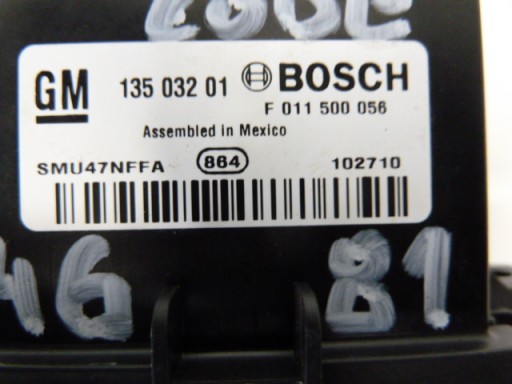 GM 135 032 01 BOSCH
F 011 500 056
Assembled in Mexico
SMU47NFFA 864 102710
46 81